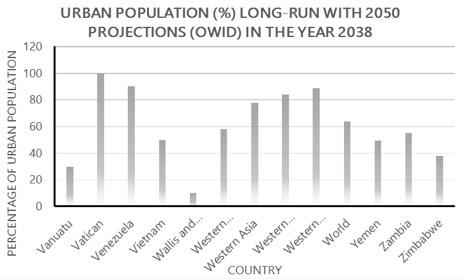 URBAN POPULATION (%) LONG-RUN WITH 2050
PROJECTIONS (OWID) IN THE YEAR 2038
PERCENTAGE OF URBAN POPULATION
120
100
80
60
40
20
0
Vanuatu
Vatican
Venezuela
Vietnam
Wallis and...
Western...
Western Asia
Western...
Western...
World
Yemen
Zambia
Zimbabwe
COUNTRY